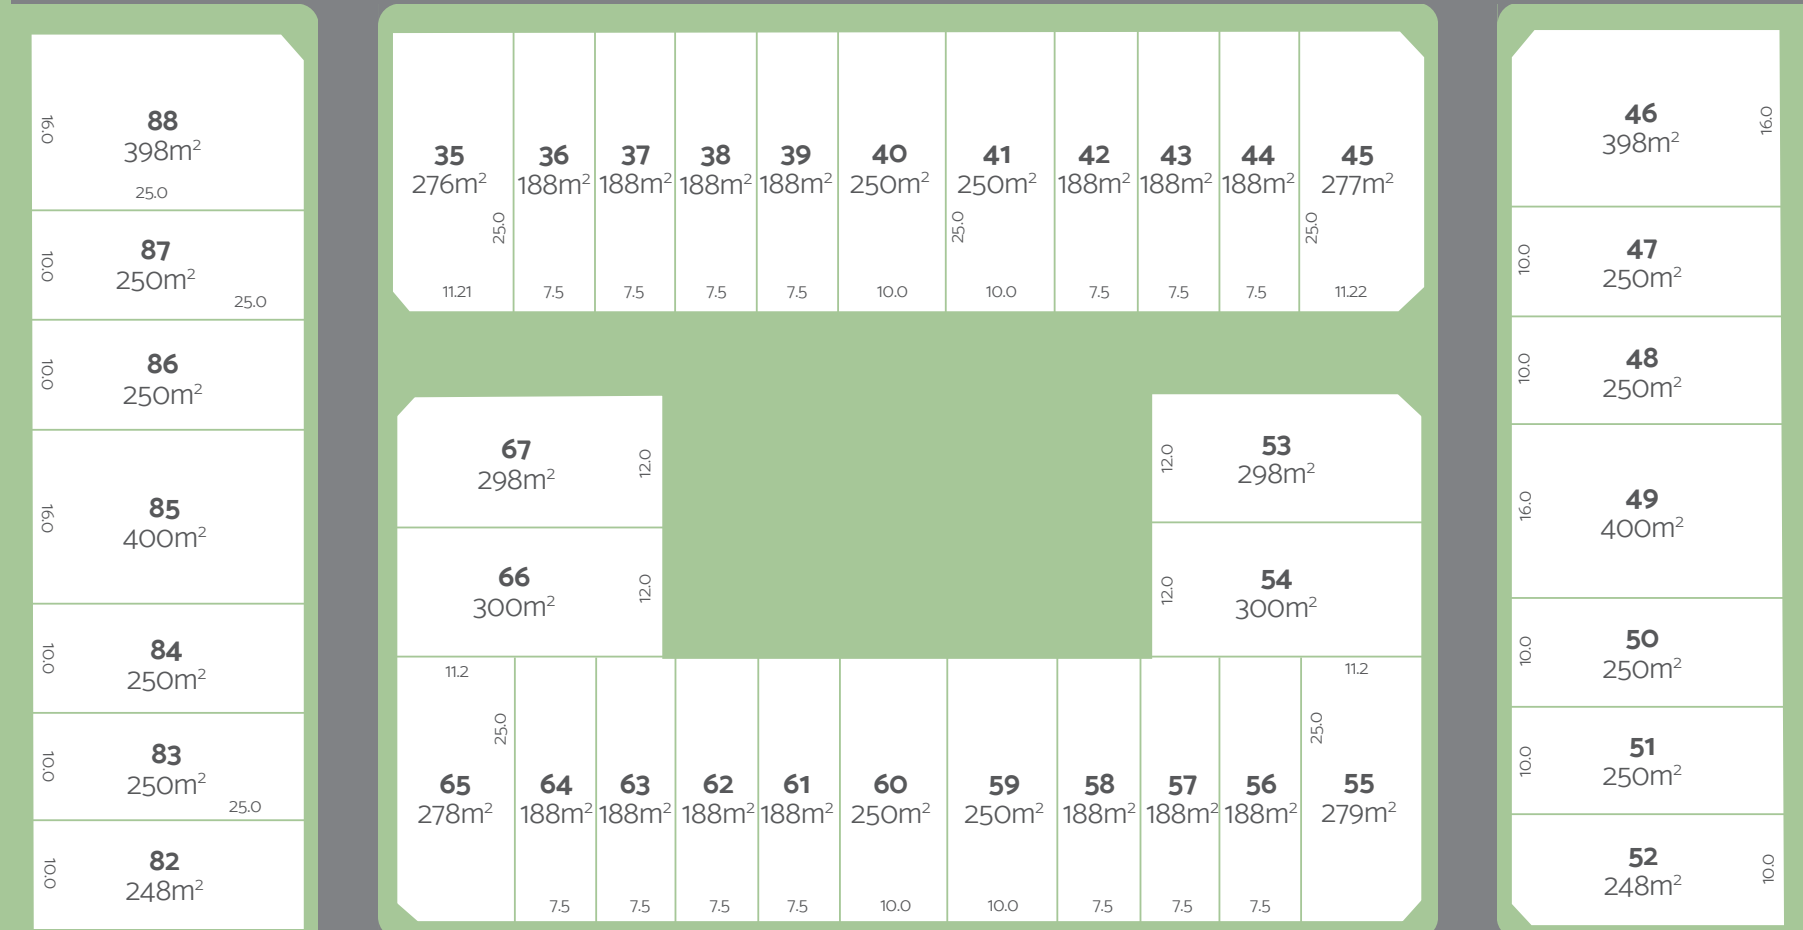 88
398m²
16.0
25.0
87
250m²
10.0
25.0
86
250m²
10.0
85
400m²
16.0
84
250m²
10.0
83
250m²
10.0
25.0
82
248m²
10.0
35
276m²
25.0
11.21
36
188m²
7.5
37
188m²
7.5
38
188m²
7.5
39
188m²
7.5
40
250m²
10.0
41
250m²
25.0
10.0
42
188m²
7.5
43
188m²
7.5
44
188m²
7.5
45
277m²
25.0
11.22
67
298m²
12.0
66
300m²
12.0
53
298m²
12.0
54
300m²
12.0
11.2
25.0
65
278m²
64
188m²
7.5
63
188m²
7.5
62
188m²
7.5
61
188m²
7.5
60
250m²
10.0
59
250m²
10.0
58
188m²
7.5
57
188m²
7.5
56
188m²
7.5
11.2
25.0
55
279m²
46
398m²
16.0
47
250m²
10.0
48
250m²
10.0
49
400m²
16.0
50
250m²
10.0
51
250m²
10.0
52
248m²
10.0